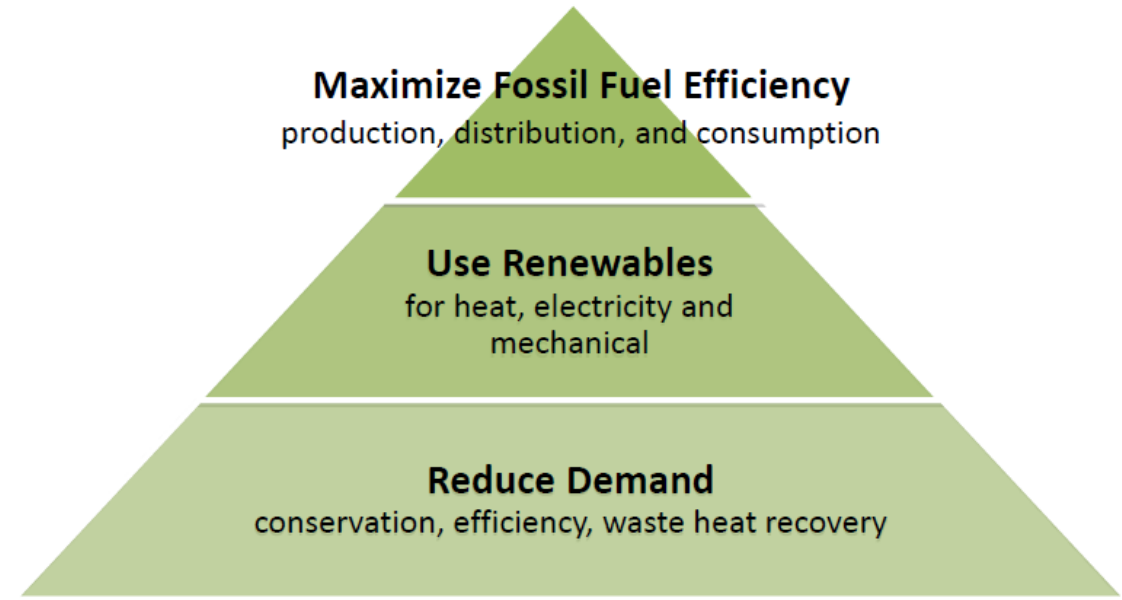 Maximize Fossil Fuel Efficiency
production, distribution, and consumption
Use Renewables
for heat, electricity and
mechanical
Reduce Demand
conservation, efficiency, waste heat recovery